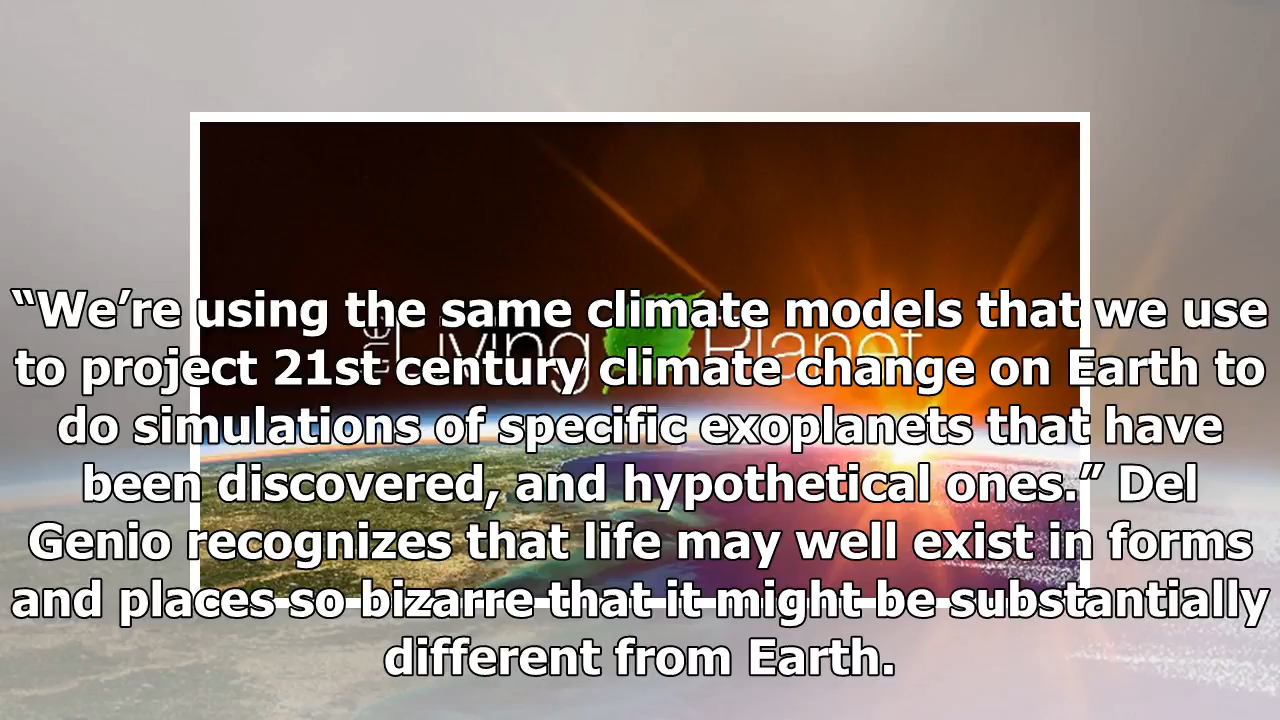 “We’re using the same climate models that we use
to project 21st century climate change on Earth to
do simulations of specific exoplanets that have
been discovered, and hypothetical ones.” Del
Genio recognizes that life may well exist in forms
and places so bizarre that it might be substantially
different from Earth.
Living Planet